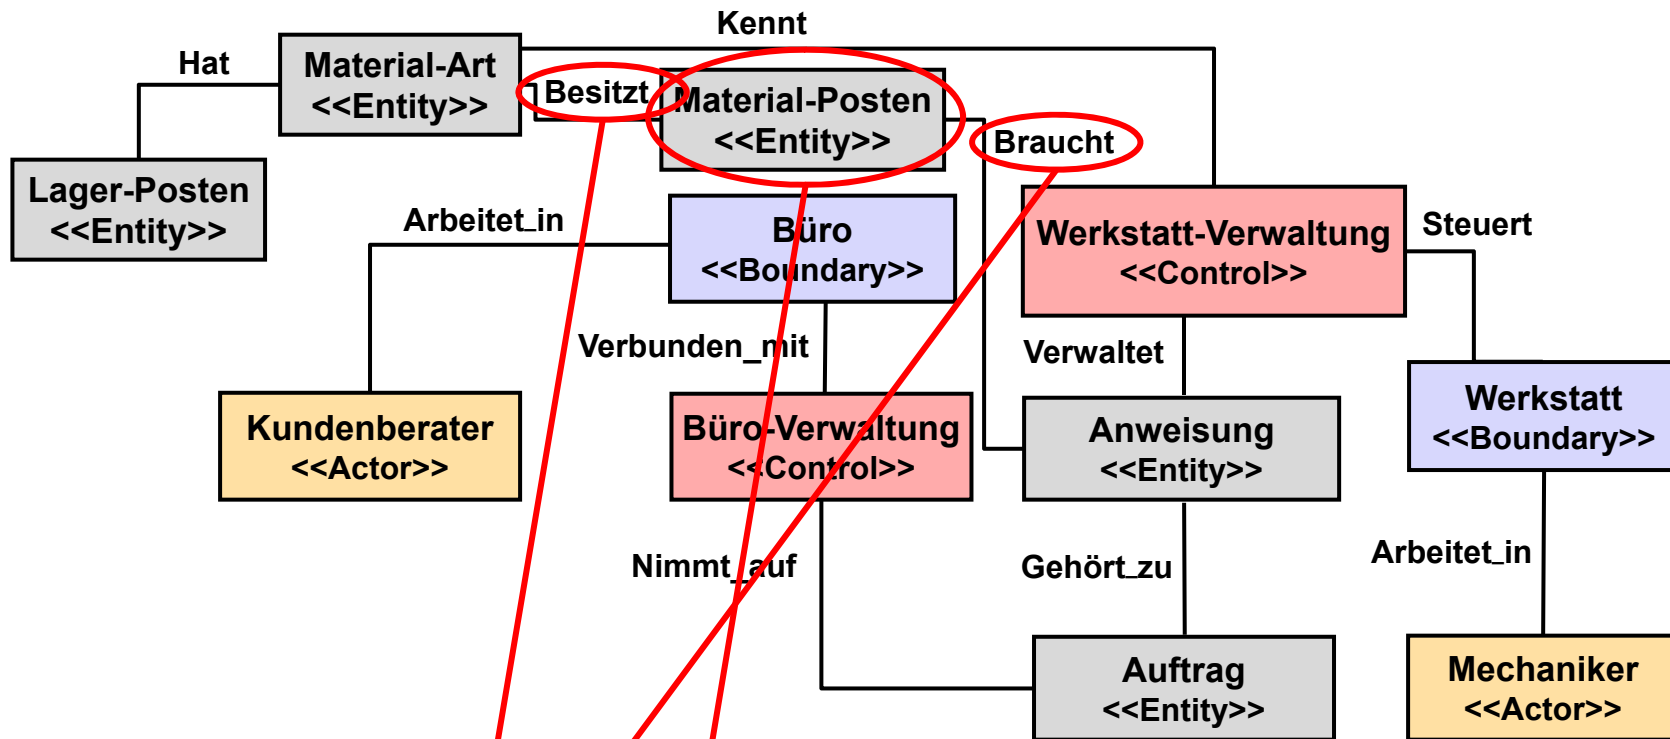 Kennt
Hat
Material-Art
<<Entity>>
Besitzt
Material-Posten
<<Entity>>
Braucht
Lager-Posten
<<Entity>>
Arbeitet_in
Büro
<<Boundary>>
Werkstatt-Verwaltung
<<Control>>
Steuert
Verbunden_mit
Verwaltet
Kundenberater
<<Actor>>
Büro-Verwaltung
<<Control>>
Anweisung
<<Entity>>
Werkstatt
<<Boundary>>
Nimmt_auf
Gehört_zu
Arbeitet_in
Auftrag
<<Entity>>
Mechaniker
<<Actor>>